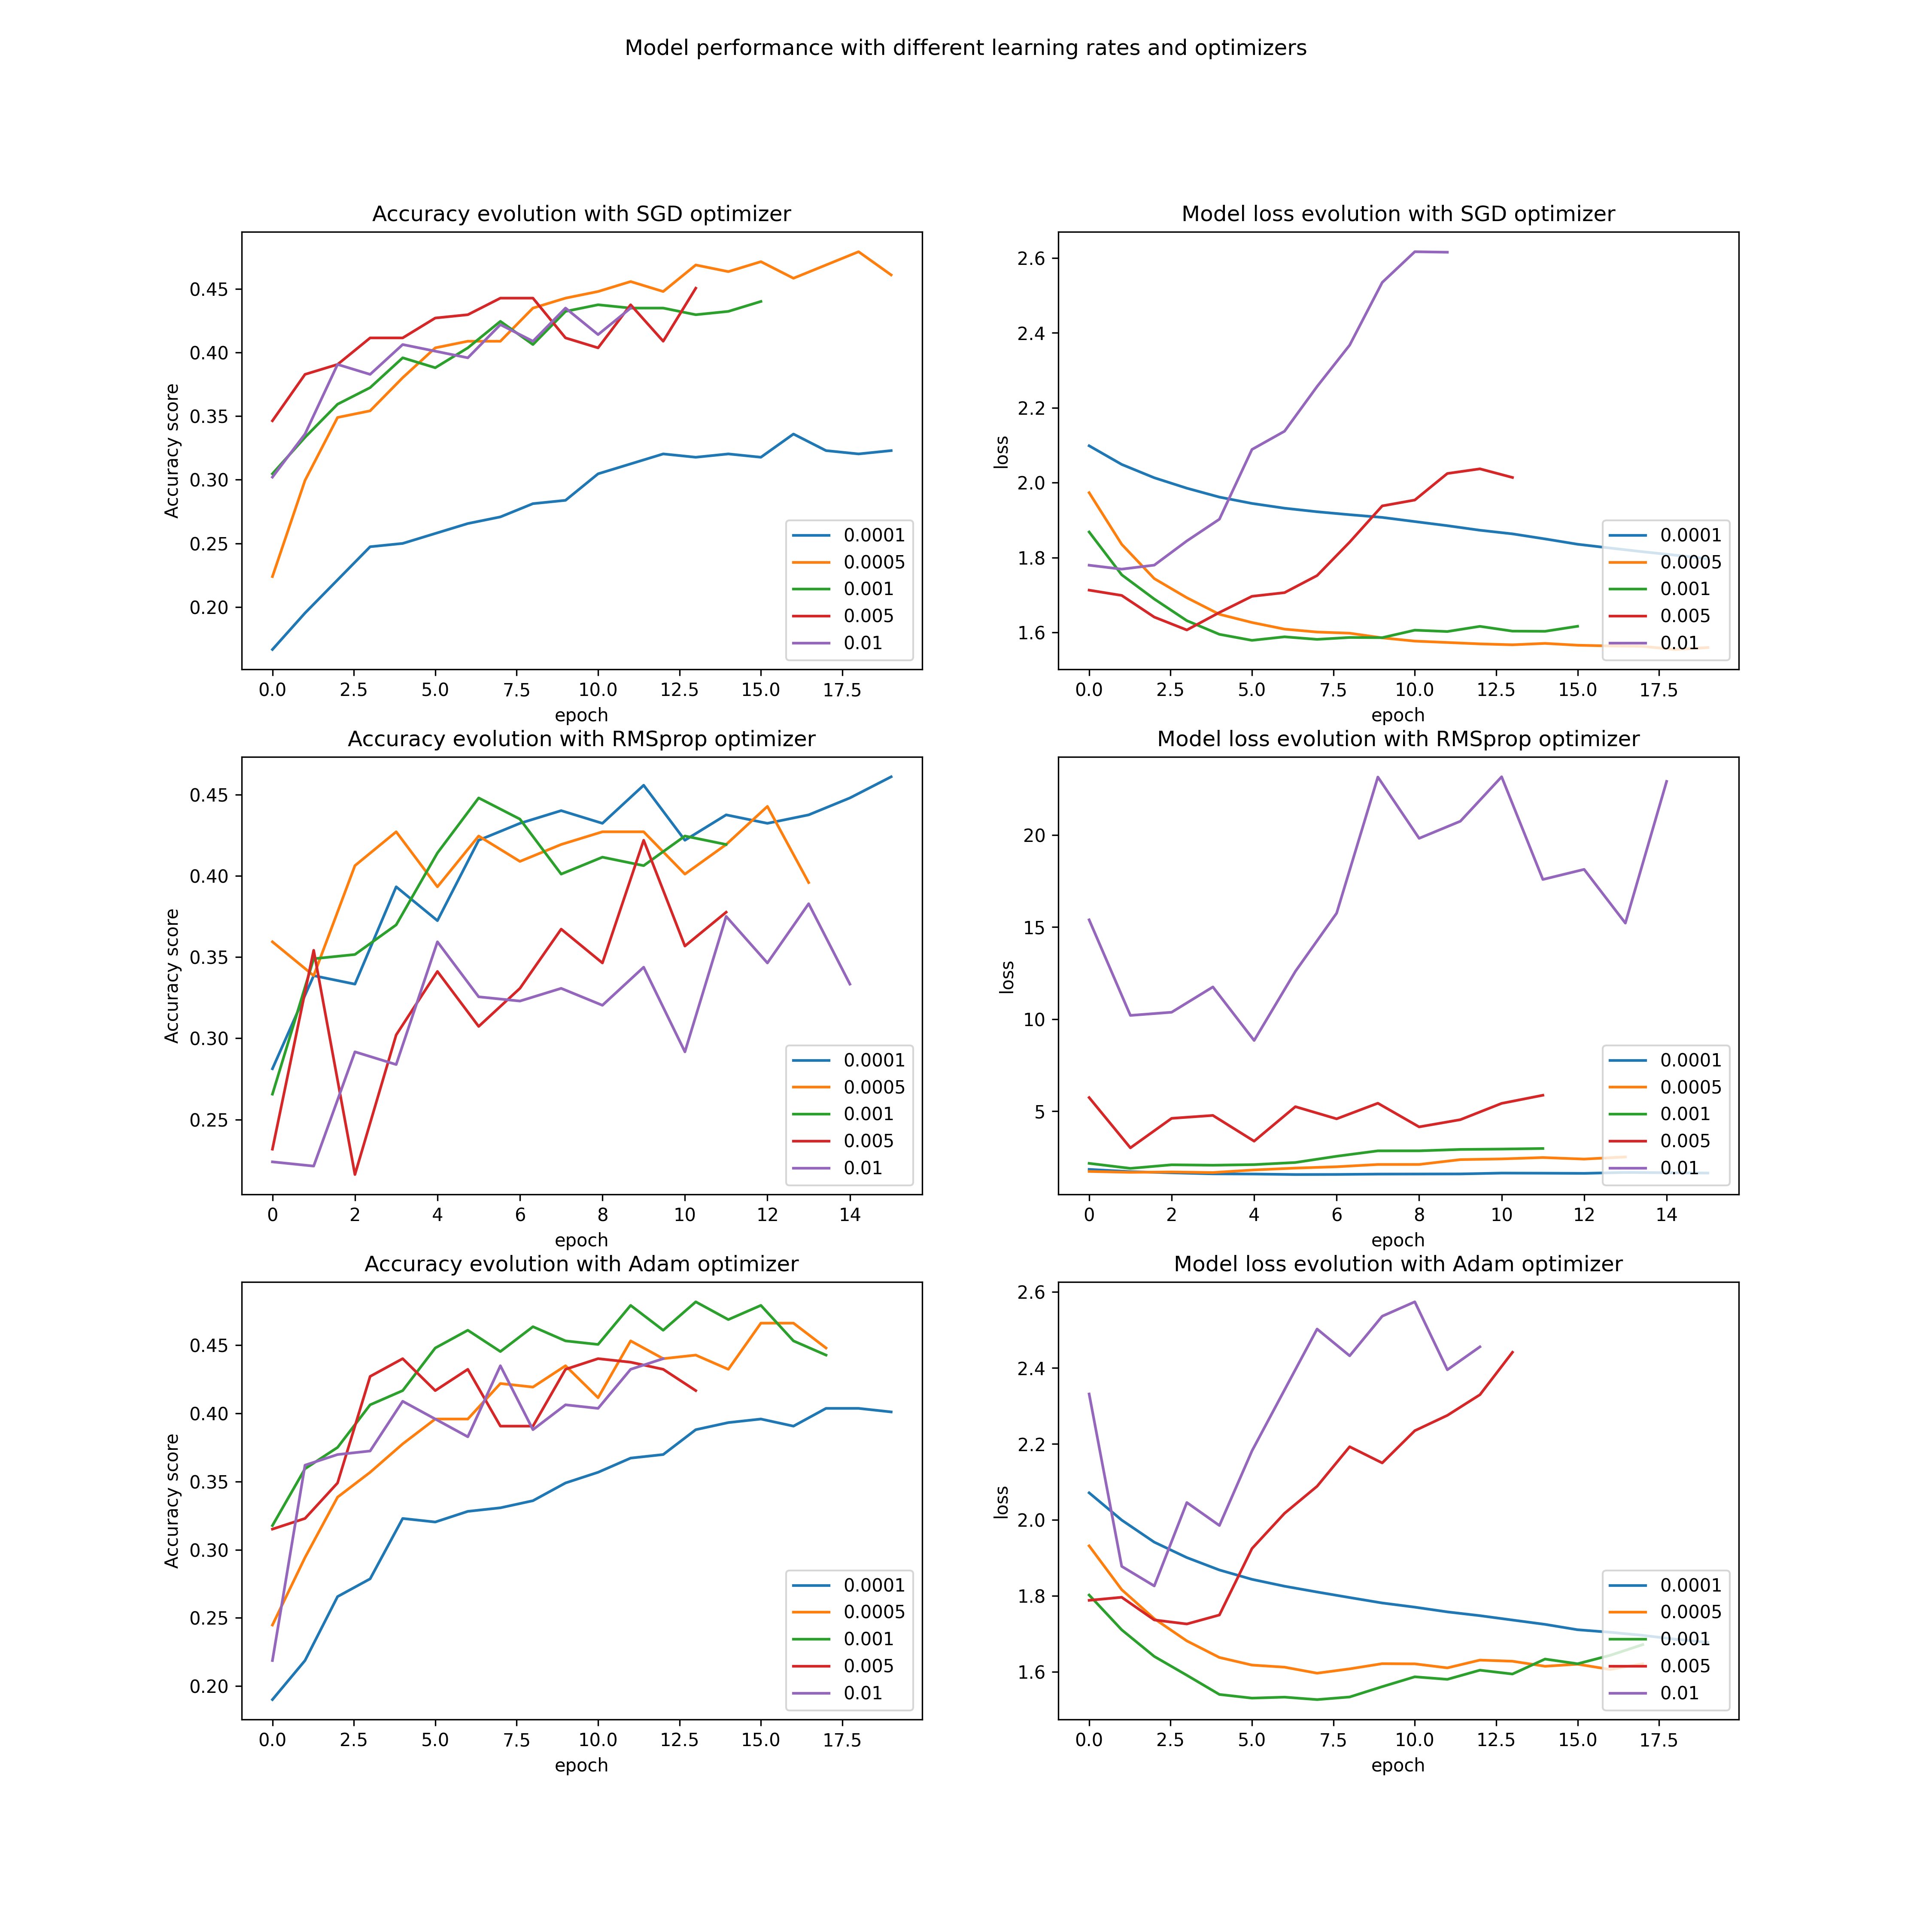 Model performance with different learning rates and optimizers
Accuracy evolution with SGD optimizer
Accuracy score
0.45
0.40
0.35
0.30
0.25
0.20
0.0 2.5 5.0 7.5 10.0 12.5 15.0 17.5
epoch
0.0001
0.0005
0.001
0.005
0.01
Model loss evolution with SGD optimizer
loss
2.6
2.4
2.2
2.0
1.8
1.6
0.0 2.5 5.0 7.5 10.0 12.5 15.0 17.5
epoch
0.0001
0.0005
0.001
0.005
0.01
Accuracy evolution with RMSprop optimizer
Accuracy score
0.45
0.40
0.35
0.30
0.25
0 2 4 6 8 10 12 14
epoch
0.0001
0.0005
0.001
0.005
0.01
Model loss evolution with RMSprop optimizer
loss
20
15
10
5
0 2 4 6 8 10 12 14
epoch
0.0001
0.0005
0.001
0.005
0.01
Accuracy evolution with Adam optimizer
Accuracy score
0.45
0.40
0.35
0.30
0.25
0.20
0.0 2.5 5.0 7.5 10.0 12.5 15.0 17.5
epoch
0.0001
0.0005
0.001
0.005
0.01
Model loss evolution with Adam optimizer
loss
2.6
2.4
2.2
2.0
1.8
1.6
0.0 2.5 5.0 7.5 10.0 12.5 15.0 17.5
epoch
0.0001
0.0005
0.001
0.005
0.01